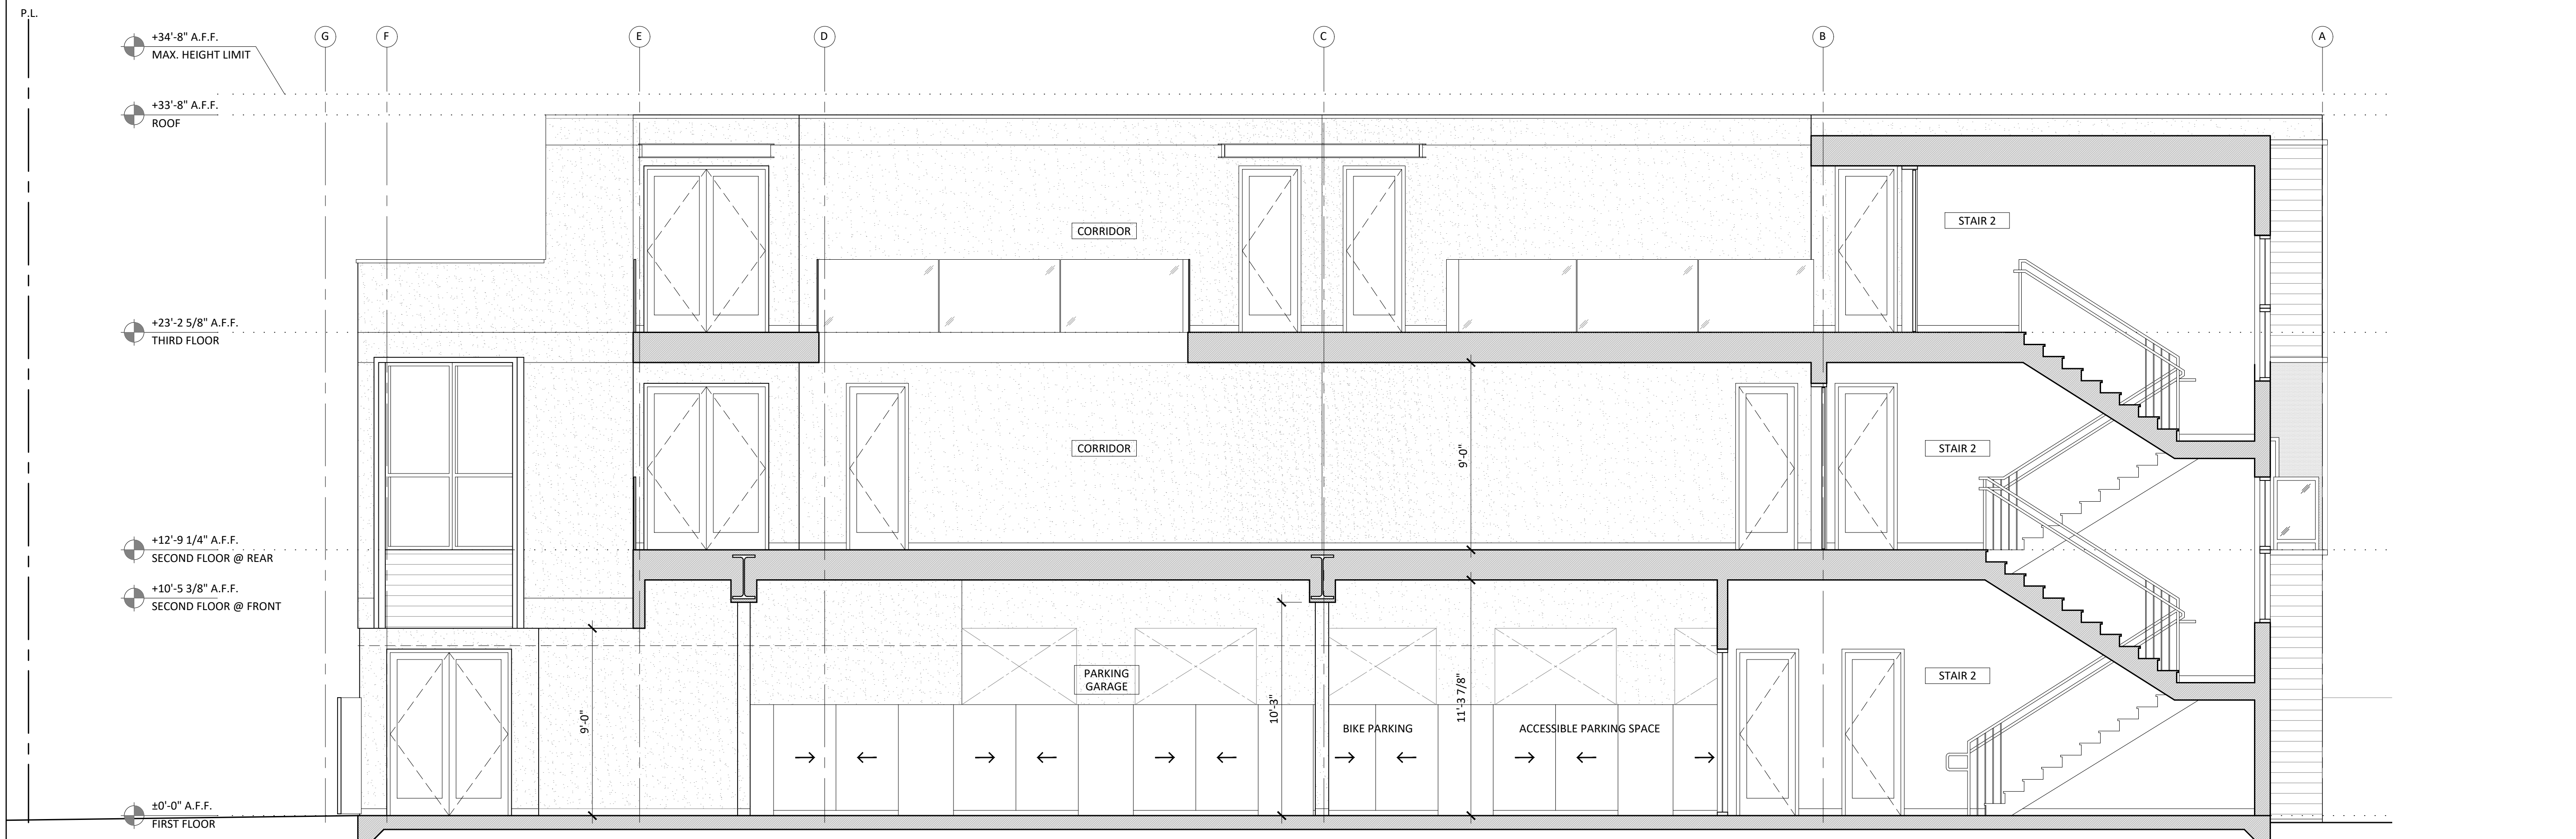 P.L.
+34'-8" A.F.F.
MAX. HEIGHT LIMIT
G
F
E
D
C
B
A
+33'-8" A.F.F.
ROOF
CORRIDOR
STAIR 2
+23'-2 5/8" A.F.F.
THIRD FLOOR
CORRIDOR
9'-0"
STAIR 2
+12'-9 1/4" A.F.F.
SECOND FLOOR @ REAR
+10'-5 3/8" A.F.F.
SECOND FLOOR @ FRONT
PARKING
GARAGE
STAIR 2
9'-0"
10'-3"
11'-3 7/8"
BIKE PARKING
ACCESSIBLE PARKING SPACE
±0'-0" A.F.F.
FIRST FLOOR